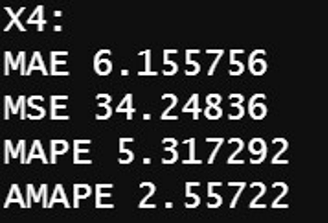 X4:
MAE 6.155756
MSE 34.24836
MAPE 5.317292
AMAPE 2.55722